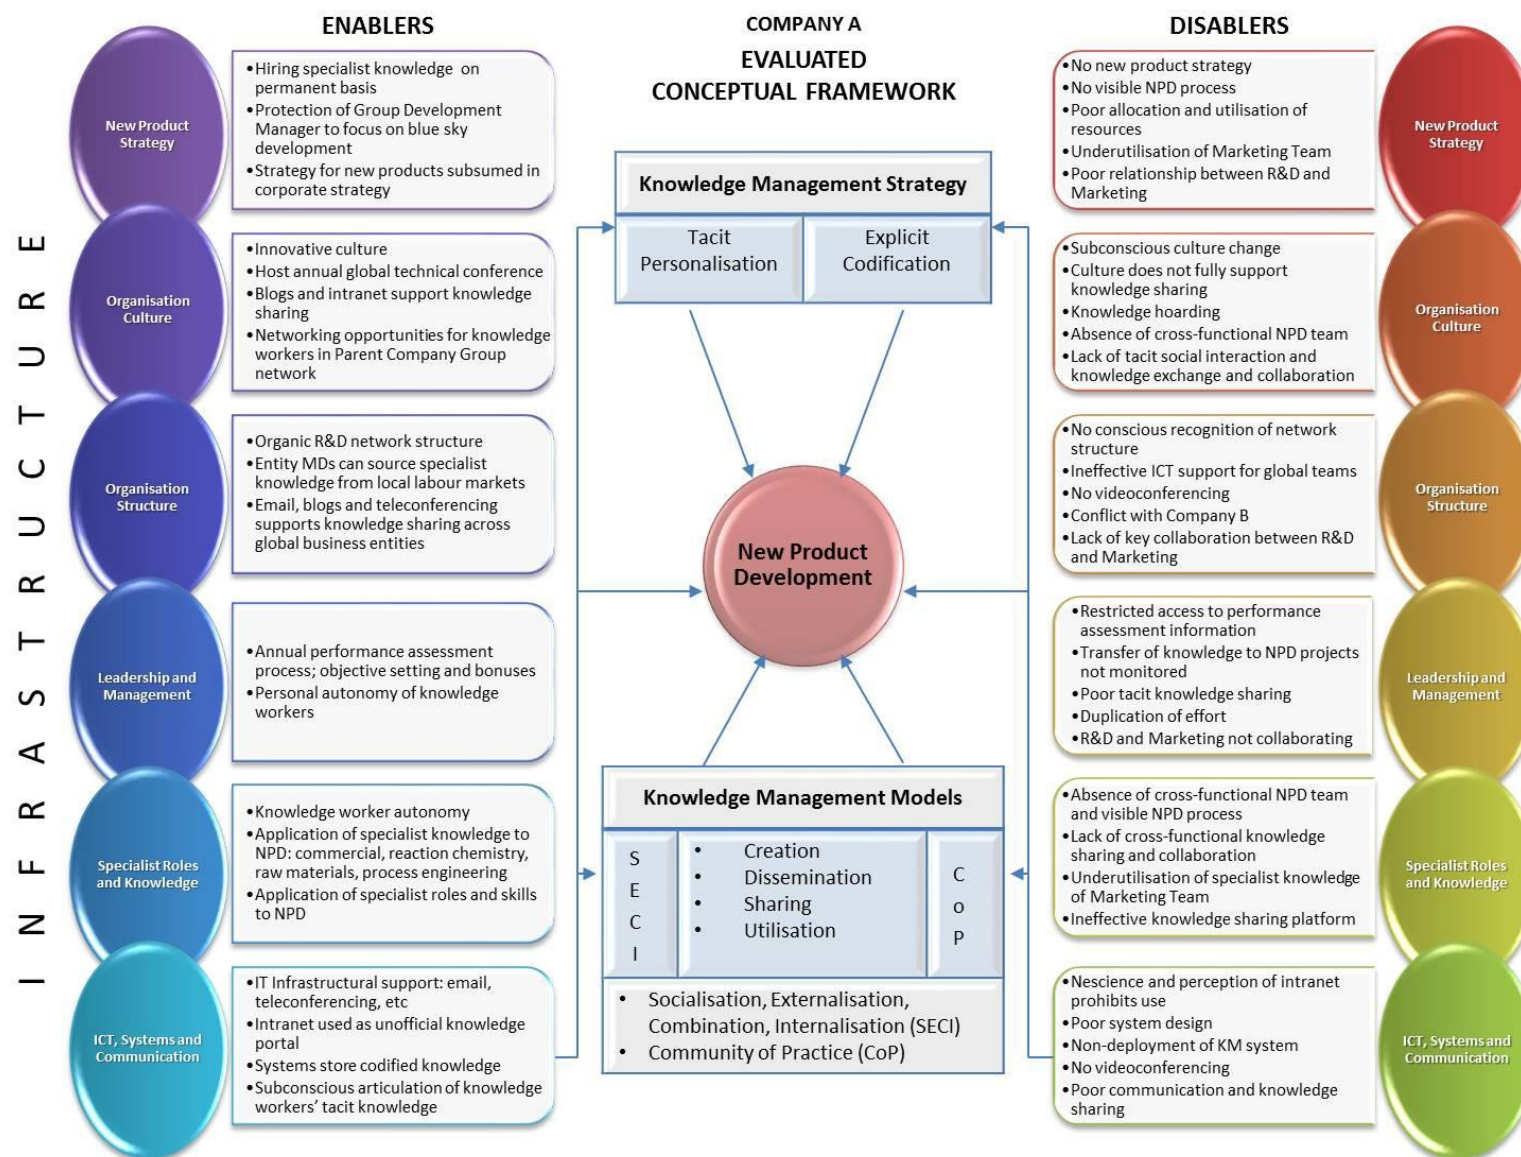 COMPANY A
EVALUATED
CONCEPTUAL FRAMEWORK
INFRASTRUCTURE
ENABLERS
New Product
Strategy
•Hiring specialist knowledge on
permanent basis
•Protection of Group Development
Manager to focus on blue sky
development
•Strategy for new products subsumed in
corporate strategy
Organisation
Culture
•Innovative culture
•Host annual global technical conference
•Blogs and intranet support knowledge
sharing
•Networking opportunities for knowledge
workers in Parent Company Group
network
Organisation
Structure
•Organic R&D network structure
•Entity MDs can source specialist
knowledge from local labour markets
•Email, blogs and teleconferencing
supports knowledge sharing across
global business entities
Leadership and
Management
•Annual performance assessment
process; objective setting and bonuses
•Personal autonomy of knowledge
workers
Specialist Roles
and Knowledge
•Knowledge worker autonomy
•Application of specialist knowledge to
NPD: commercial, reaction chemistry,
raw materials, process engineering
•Application of specialist roles and skills
to NPD
ICT, Systems and
Communication
•IT Infrastructural support: email,
teleconferencing, etc
•Intranet used as unofficial knowledge
portal
•Systems store codified knowledge
•Subconscious articulation of knowledge
workers' tacit knowledge
Knowledge Management Strategy
Tacit
Personalisation
Explicit
Codification
New Product
Development
Knowledge Management Models
SECI
• Creation
• Dissemination
• Sharing
• Utilisation
CoP
• Socialisation, Externalisation,
Combination, Internalisation (SECI)
• Community of Practice (CoP)
DISABLERS
•No new product strategy
•No visible NPD process
•Poor allocation and utilisation of
resources
•Underutilisation of Marketing Team
•Poor relationship between R&D and
Marketing
New Product
Strategy
•Subconscious culture change
•Culture does not fully support
knowledge sharing
•Knowledge hoarding
•Absence of cross-functional NPD team
•Lack of tacit social interaction and
knowledge exchange and collaboration
Organisation
Culture
•No conscious recognition of network
structure
•Ineffective ICT support for global teams
•No videoconferencing
•Conflict with Company B
•Lack of key collaboration between R&D
and Marketing
Organisation
Structure
•Restricted access to performance
assessment information
•Transfer of knowledge to NPD projects
not monitored
•Poor tacit knowledge sharing
•Duplication of effort
•R&D and Marketing not collaborating
Leadership and
Management
•Absence of cross-functional NPD team
and visible NPD process
•Lack of cross-functional knowledge
sharing and collaboration
•Underutilisation of specialist knowledge
of Marketing Team
•Ineffective knowledge sharing platform
Specialist Roles
and Knowledge
•Nescience and perception of intranet
prohibits use
•Poor system design
•Non-deployment of KM system
•No videoconferencing
•Poor communication and knowledge
sharing
ICT, Systems and
Communication